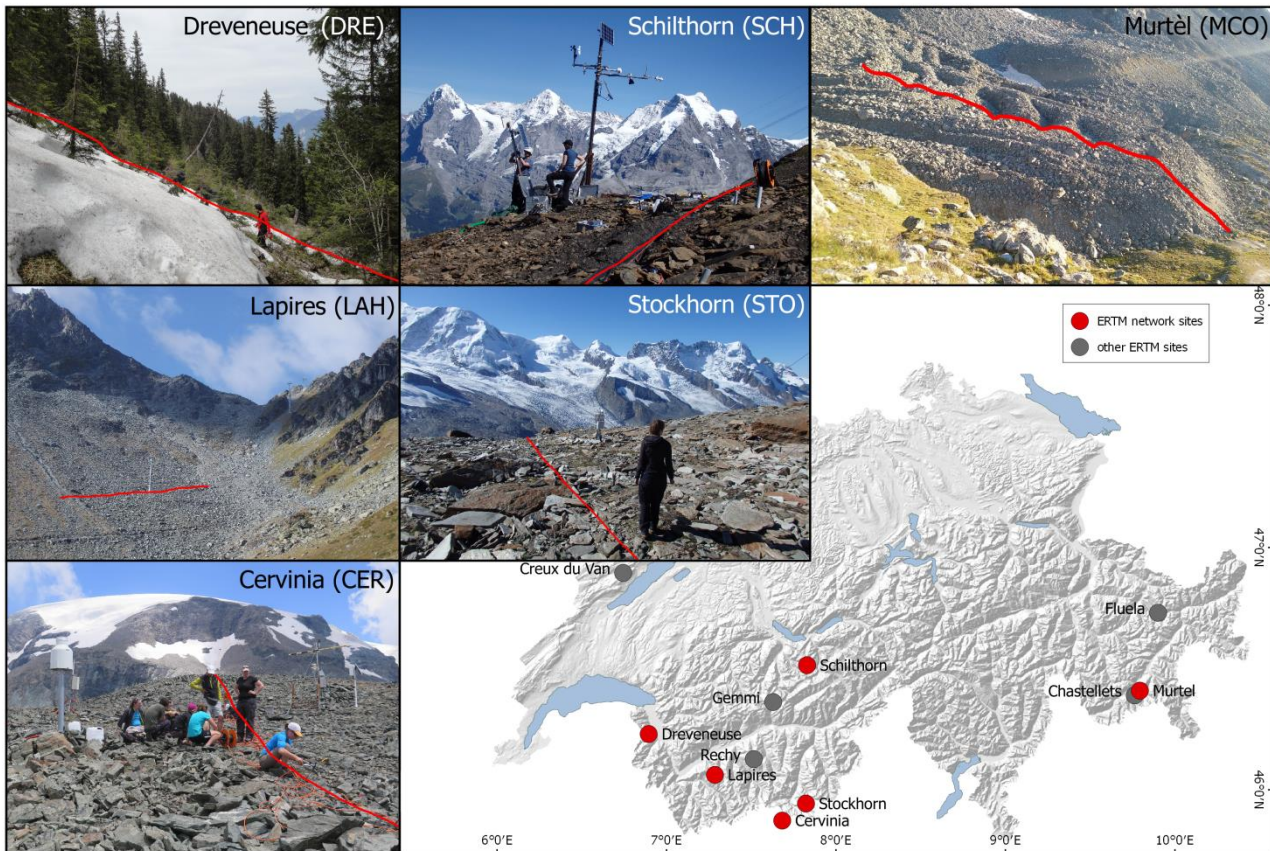 Dreveneuse (DRE)
Schilthorn (SCH)
Murtèl (MCO)
Lapires (LAH)
Stockhorn (STO)
Cervinia (CER)
ERTM network sites
other ERTM sites
48°0'N
47°0'N
46°0'N
Creux du Van
Fluela
Schilthorn
Gemmi
Chastellets
Murtel
Dreveneuse
Rechy
Lapires
Stockhorn
Cervinia
6°0'E
7°0'E
8°0'E
9°0'E
10°0'E